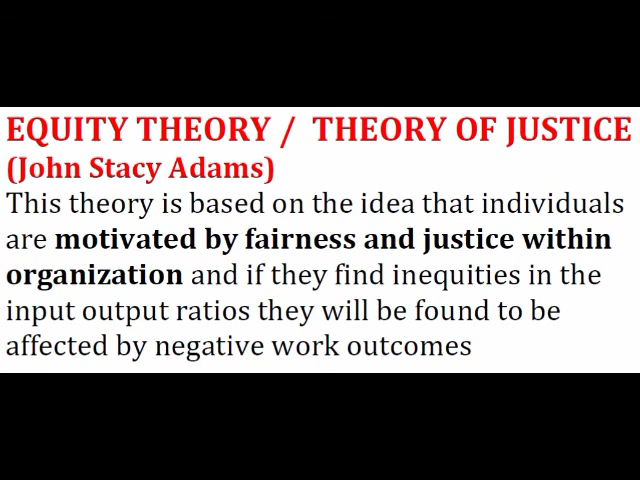 EQUITY THEORY / THEORY OF JUSTICE
(John Stacy Adams)
This theory is based on the idea that individuals
are motivated by fairness and justice within
organization and if they find inequities in the
input output ratios they will be found to be
affected by negative work outcomes